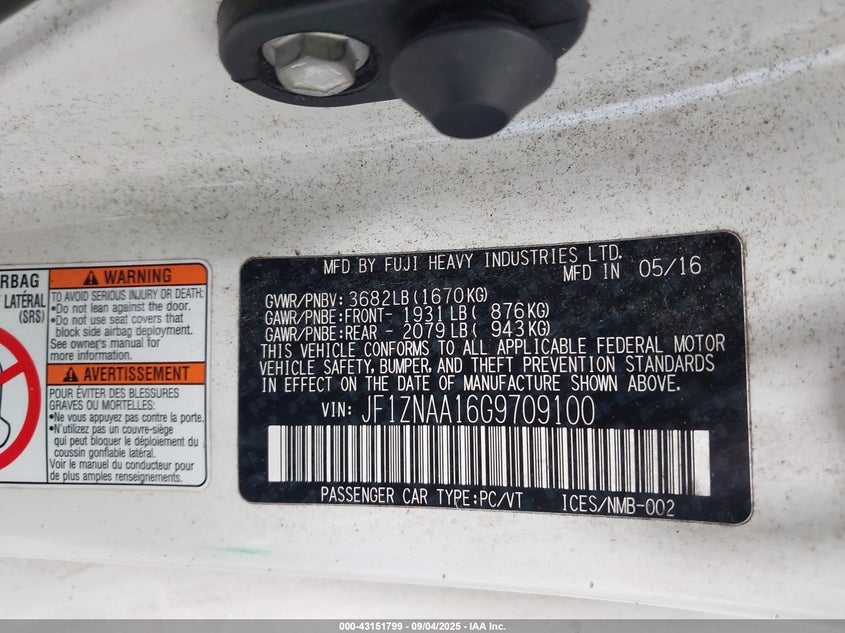 RBAG
LATÉRAL
(SRS)
WARNING
TO AVOID SERIOUS INJURY OR DEATH:
•Do not lean against the door.
•Do not use seat covers that
block side airbag deployment.
See owner's manual for
more information.
AVERTISSEMENT
POUR ÉVITER DES BLESSURES
GRAVES OU MORTELLES:
•Ne vous appuyez pas contre la porte.
•N'utilisez pas un couvre-siège
qui peut bloquer le déploiement du
coussin gonflable latéral.
Voir le manuel du conducteur pour
de plus amples renseignements.
MFD BY FUJI HEAVY INDUSTRIES LTD.
MFD IN 05/16
GVWR/PNBV: 3682LB(1670KG)
GAWR/PNBE:FRONT- 1931LB( 876KG)
GAWR/PNBE:REAR - 2079LB( 943KG)
THIS VEHICLE CONFORMS TO ALL APPLICABLE FEDERAL MOTOR
VEHICLE SAFETY, BUMPER, AND THEFT PREVENTION STANDARDS
IN EFFECT ON THE DATE OF MANUFACTURE SHOWN ABOVE.
VIN: JF1ZNAA16G9709100
PASSENGER CAR TYPE:PC/VT ICES/NMB-002
000-43151799 - 09/04/2025 - IAA Inc.